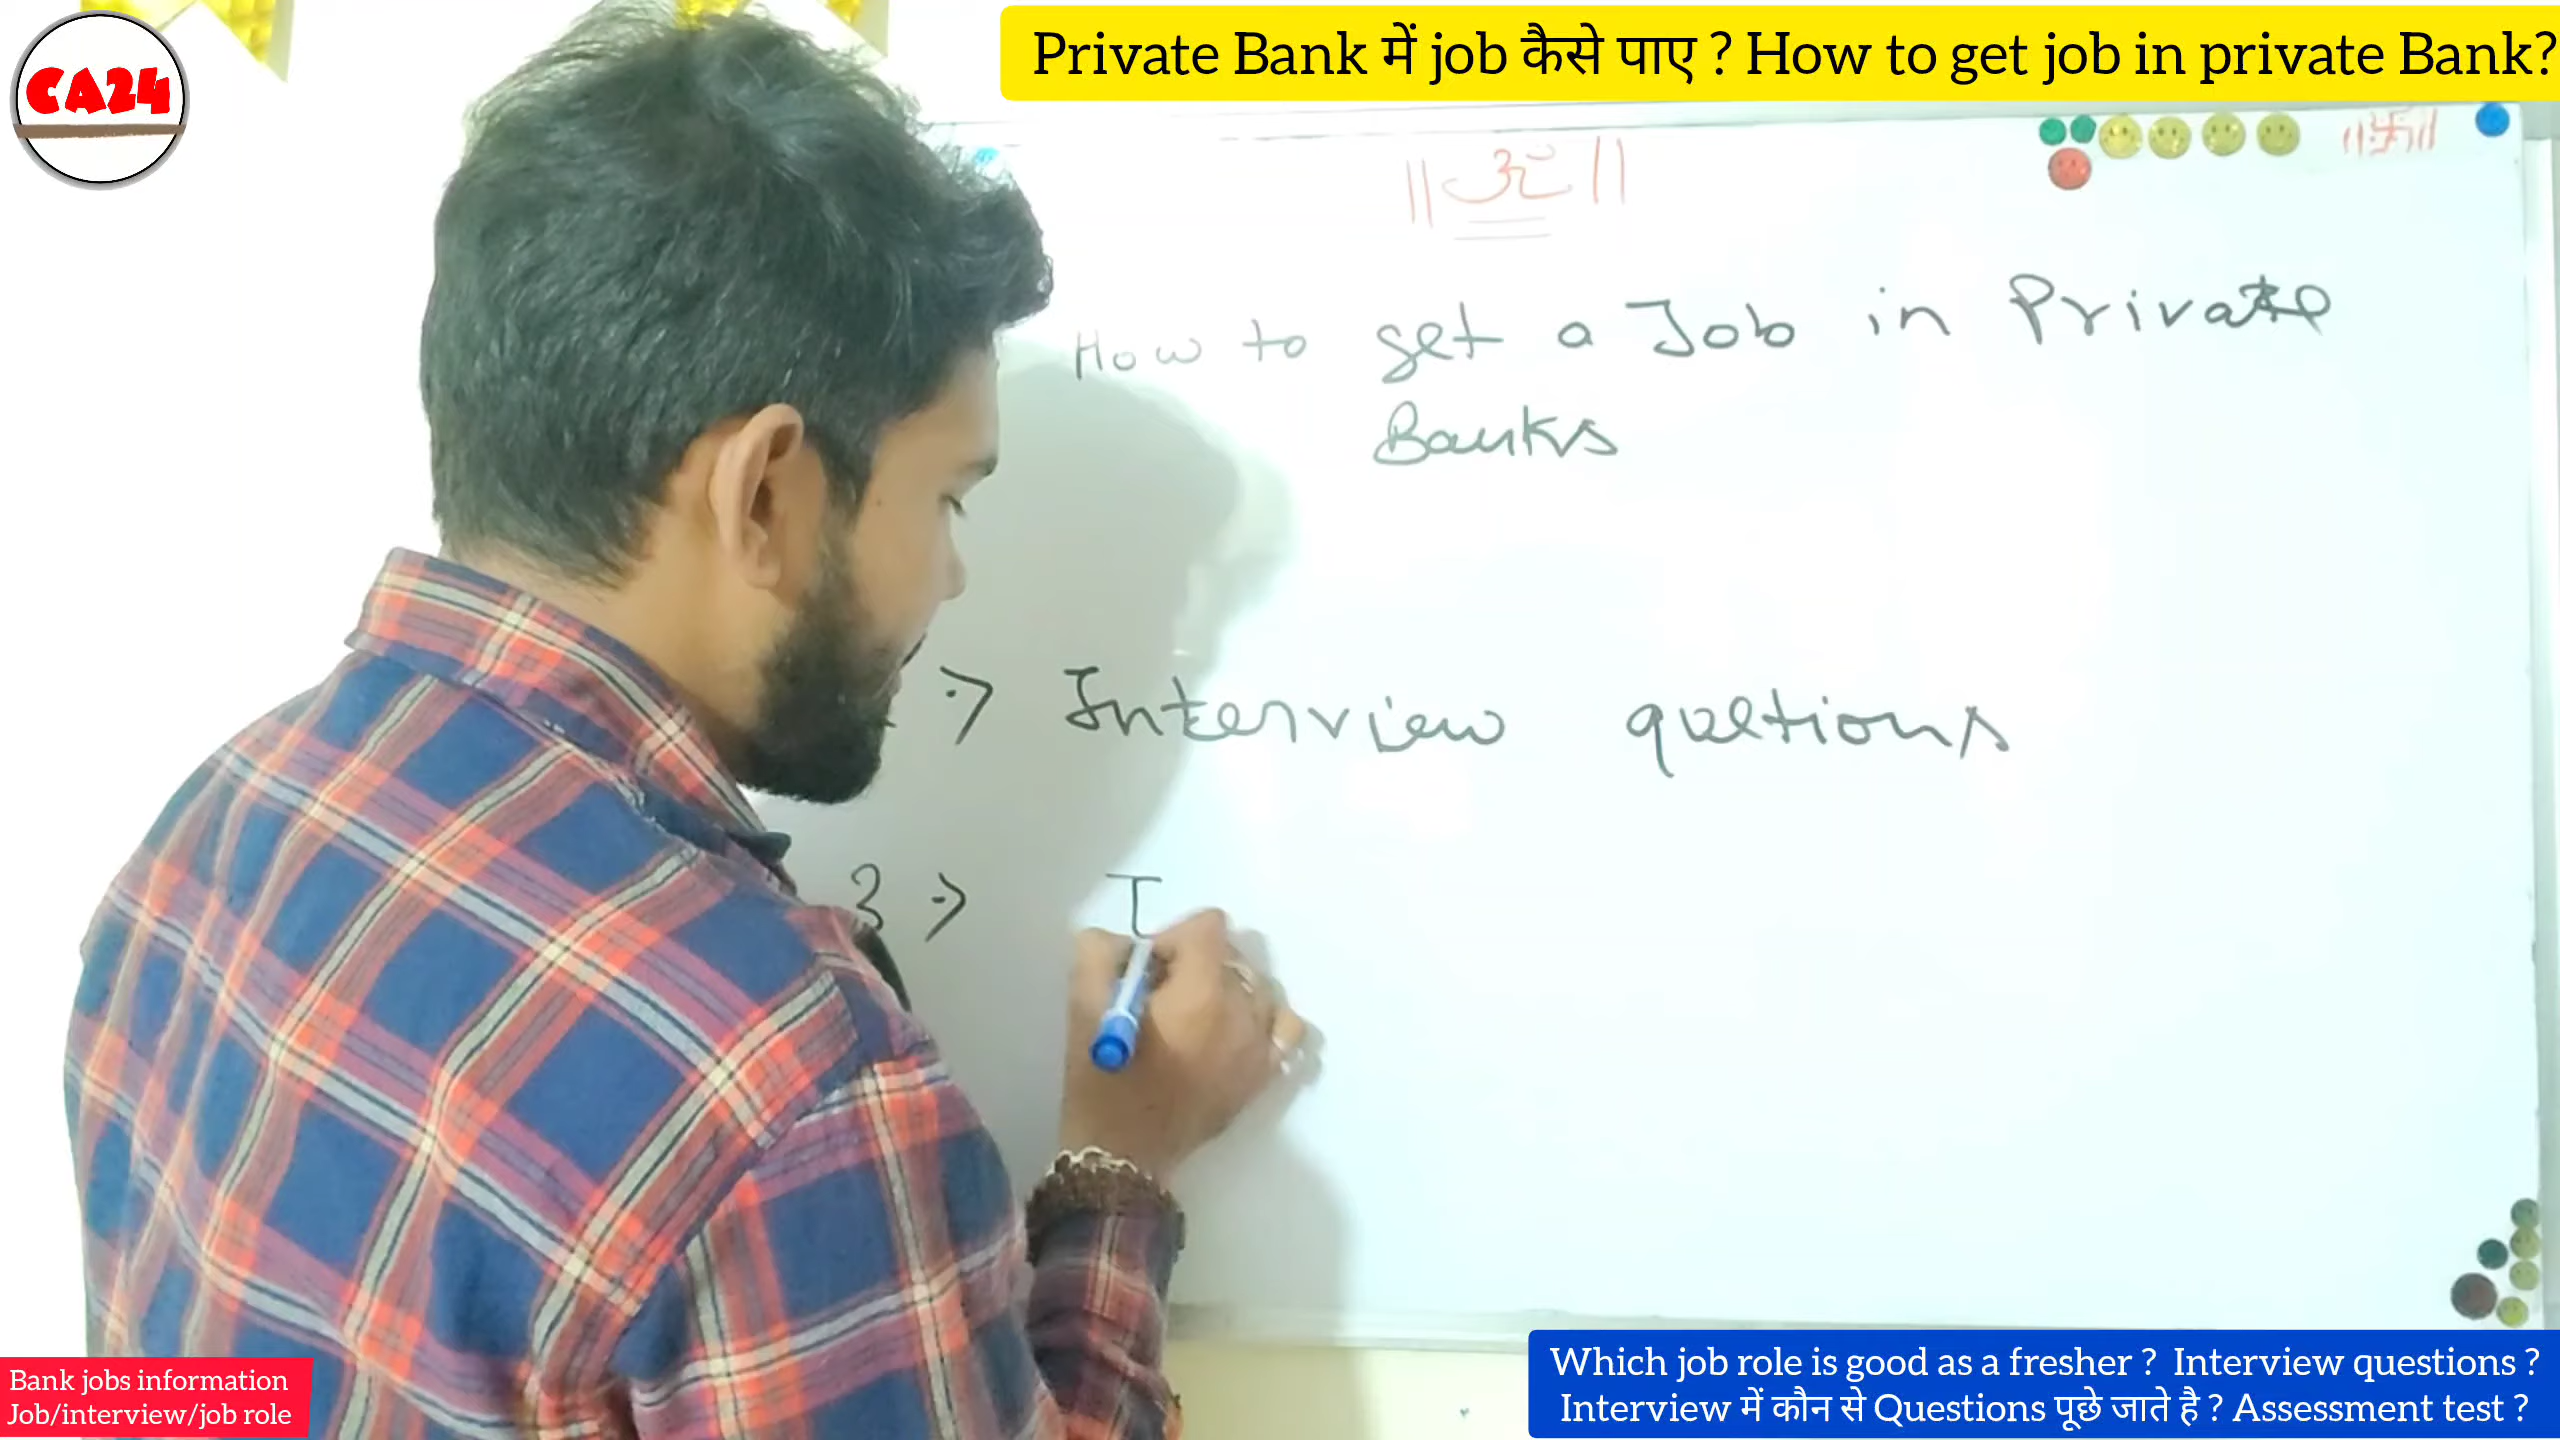 CA24
Private Bank में job कैसे पाए ? How to get job in private Bank?
||ॐ||
||卐||
How to get a Job in Private
Banks
:> Interview quetions
3 :> I
Bank jobs information
Job/interview/job role
Which job role is good as a fresher ? Interview questions ?
Interview में कौन से Questions पूछे जाते है ? Assessment test ?